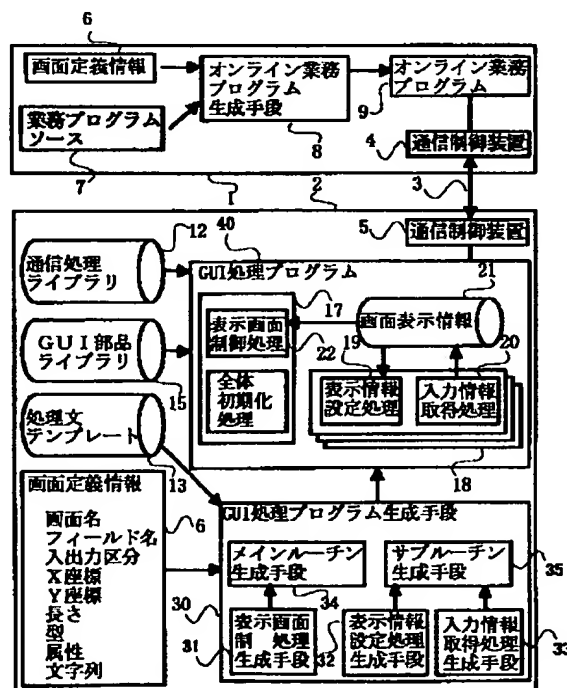 6
画面定義情報
オンライン業務
プログラム
生成手段
オンライン業務
プログラム
9
業務プログラム
ソース
8
4
通信制御装置
7
1
2
3
12
40
5
通信制御装置
通信処理
ライブラリ
GUI処理プログラム
21
17
画面表示情報
GUI部品
ライブラリ
表示画面
制御処理
22
19
20
15
全体
初期化
処理
表示情報
設定処理
入力情報
取得処理
処理文
テンプレート
13
18
画面定義情報
6
画面名
フィールド名
入出力区分
X座標
Y座標
長さ
型
属性
文字列
GUI処理プログラム生成手段
メインルーチン
生成手段
サブルーチン
生成手段
35
30
34
31
表示画面
制 処理
生成手段
32
表示情報
設定処理
生成手段
入力情報
取得処理
生成手段
33